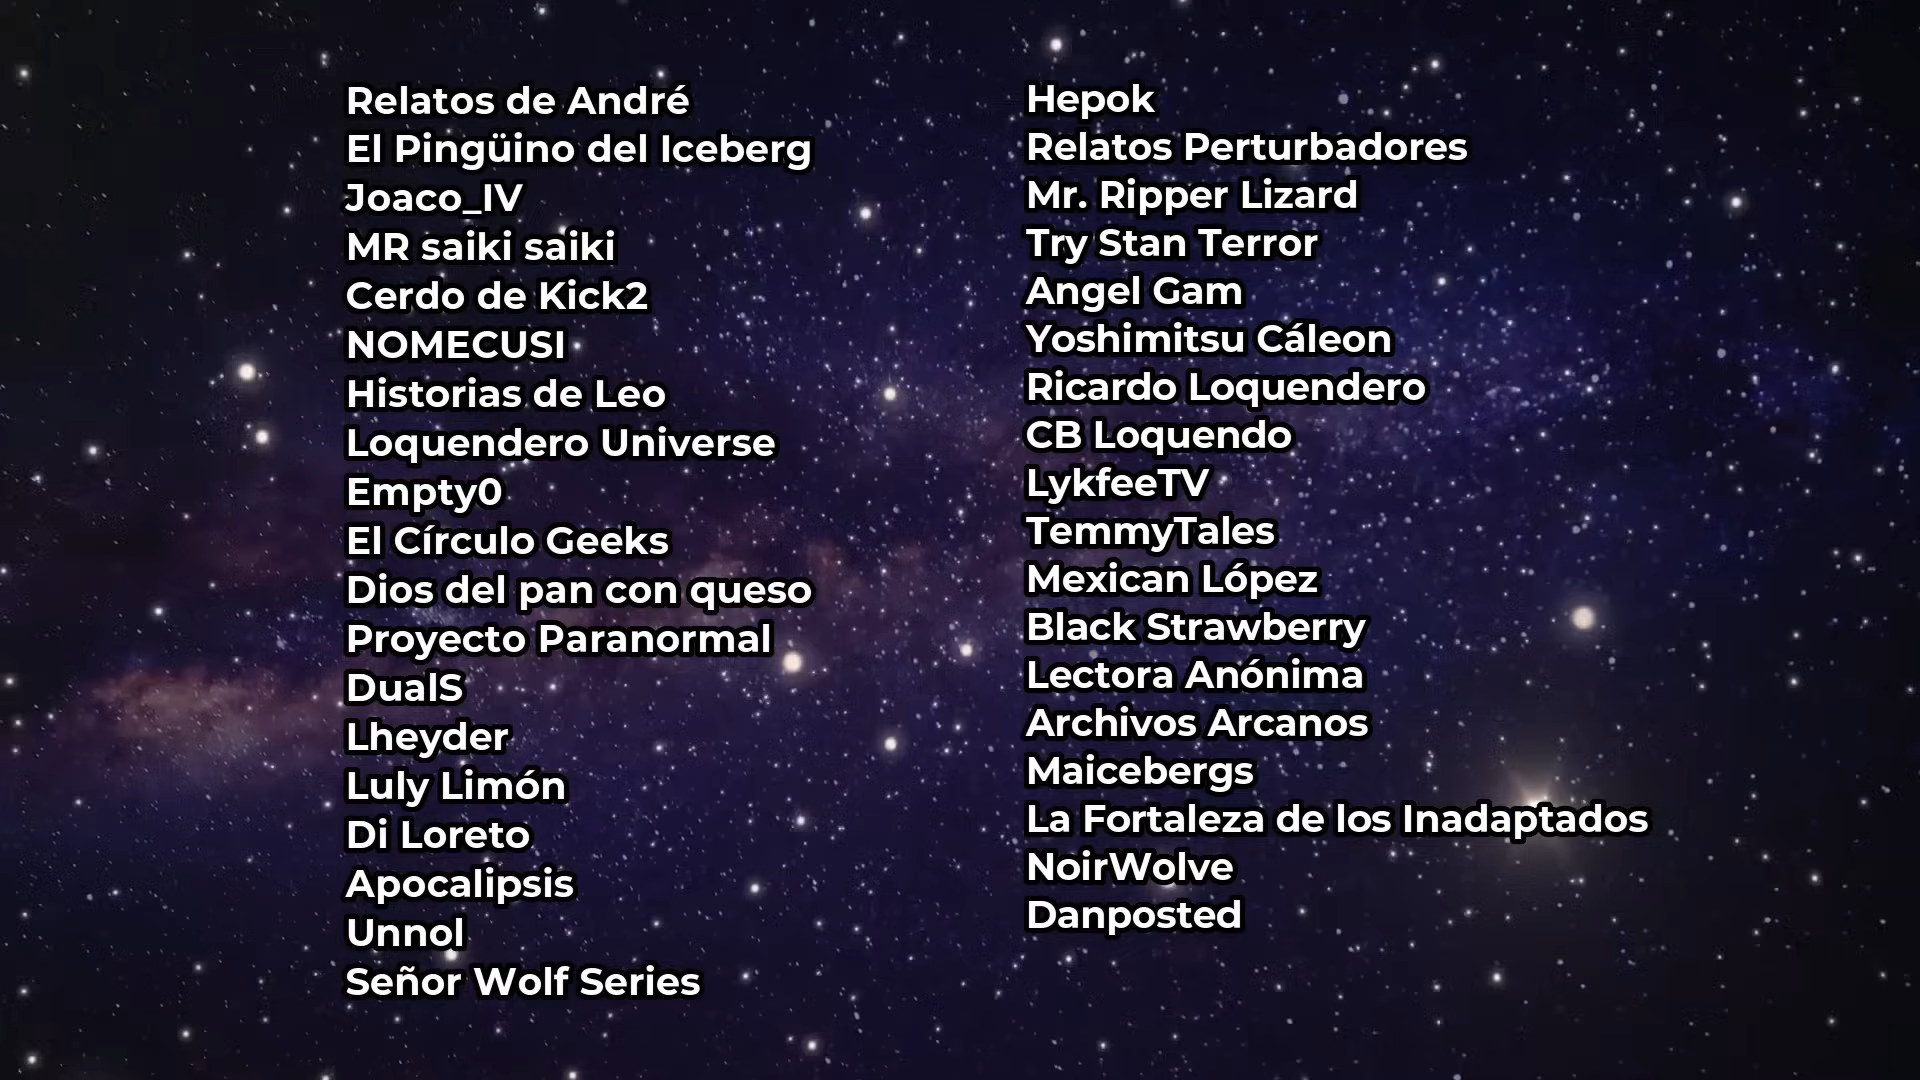 Relatos de André
El Pingüino del Iceberg
Joaco_IV
MR saiki saiki
Cerdo de Kick2
NOMECUSI
Historias de Leo
Loquendero Universe
Empty0
El Círculo Geeks
Dios del pan con queso
Proyecto Paranormal
DualS
Lheyder
Luly Limón
Di Loreto
Apocalipsis
Unnol
Señor Wolf Series
Hepok
Relatos Perturbadores
Mr. Ripper Lizard
Try Stan Terror
Angel Gam
Yoshimitsu Cáleon
Ricardo Loquendero
CB Loquendo
LykfeeTV
TemmyTales
Mexican López
Black Strawberry
Lectora Anónima
Archivos Arcanos
Maicebergs
La Fortaleza de los Inadaptados
NoirWolve
Danposted